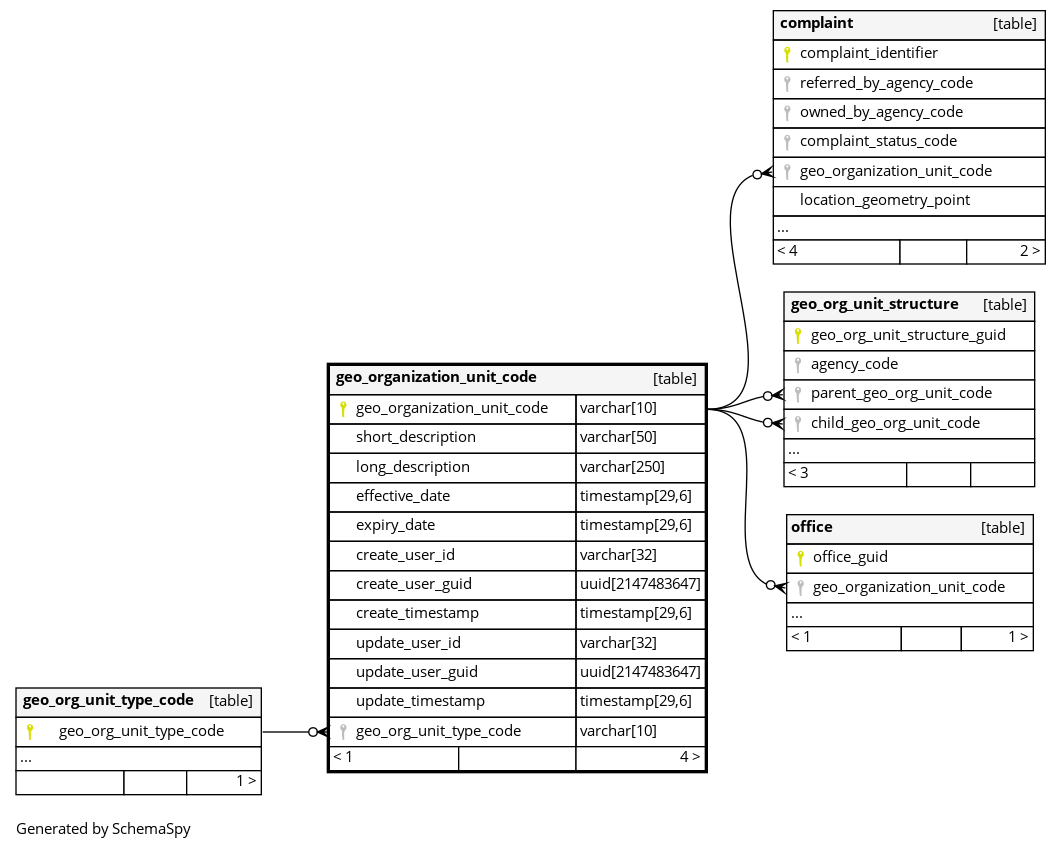 complaint [table]
complaint_identifier
referred_by_agency_code
owned_by_agency_code
complaint_status_code
geo_organization_unit_code
location_geometry_point
...
< 4 2 >
geo_org_unit_structure [table]
geo_org_unit_structure_guid
agency_code
parent_geo_org_unit_code
child_geo_org_unit_code
...
< 3
geo_organization_unit_code [table]
geo_organization_unit_code varchar[10]
short_description varchar[50]
long_description varchar[250]
effective_date timestamp[29,6]
expiry_date timestamp[29,6]
create_user_id varchar[32]
create_user_guid uuid[2147483647]
create_timestamp timestamp[29,6]
update_user_id varchar[32]
update_user_guid uuid[2147483647]
update_timestamp timestamp[29,6]
geo_org_unit_type_code varchar[10]
< 1 4 >
office [table]
office_guid
geo_organization_unit_code
...
< 1 1 >
geo_org_unit_type_code [table]
geo_org_unit_type_code
...
1 >
Generated by SchemaSpy